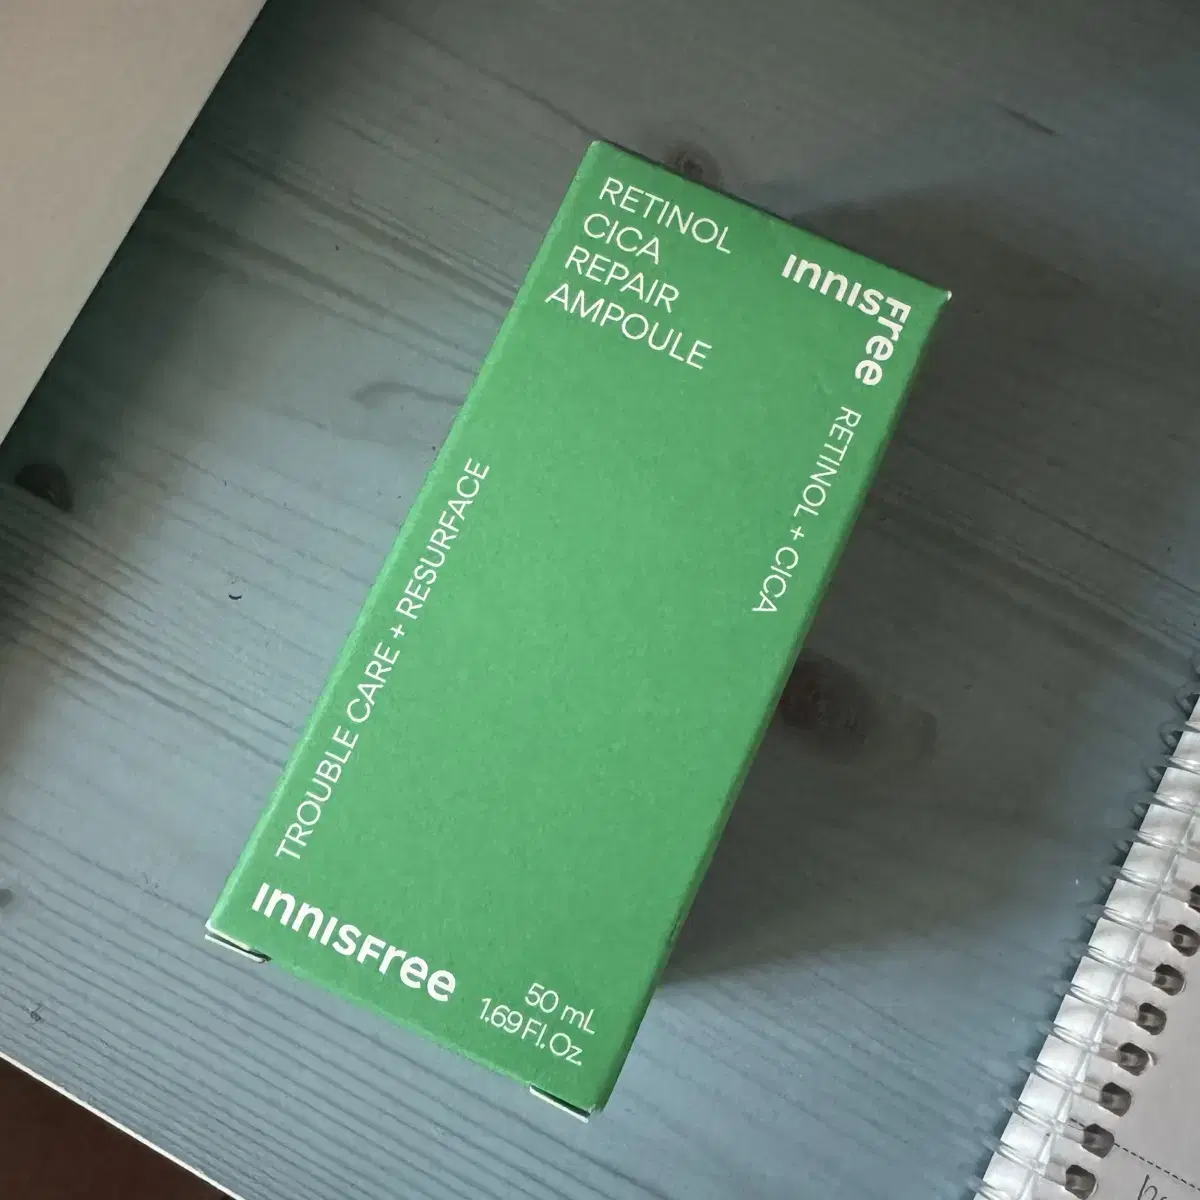 RETINOL
CICA
REPAIR
AMPOULE
innisfree
RETINOL + CICA
TROUBLE CARE + RESURFACE
innisfree
50 mL
1.69 Fl. Oz